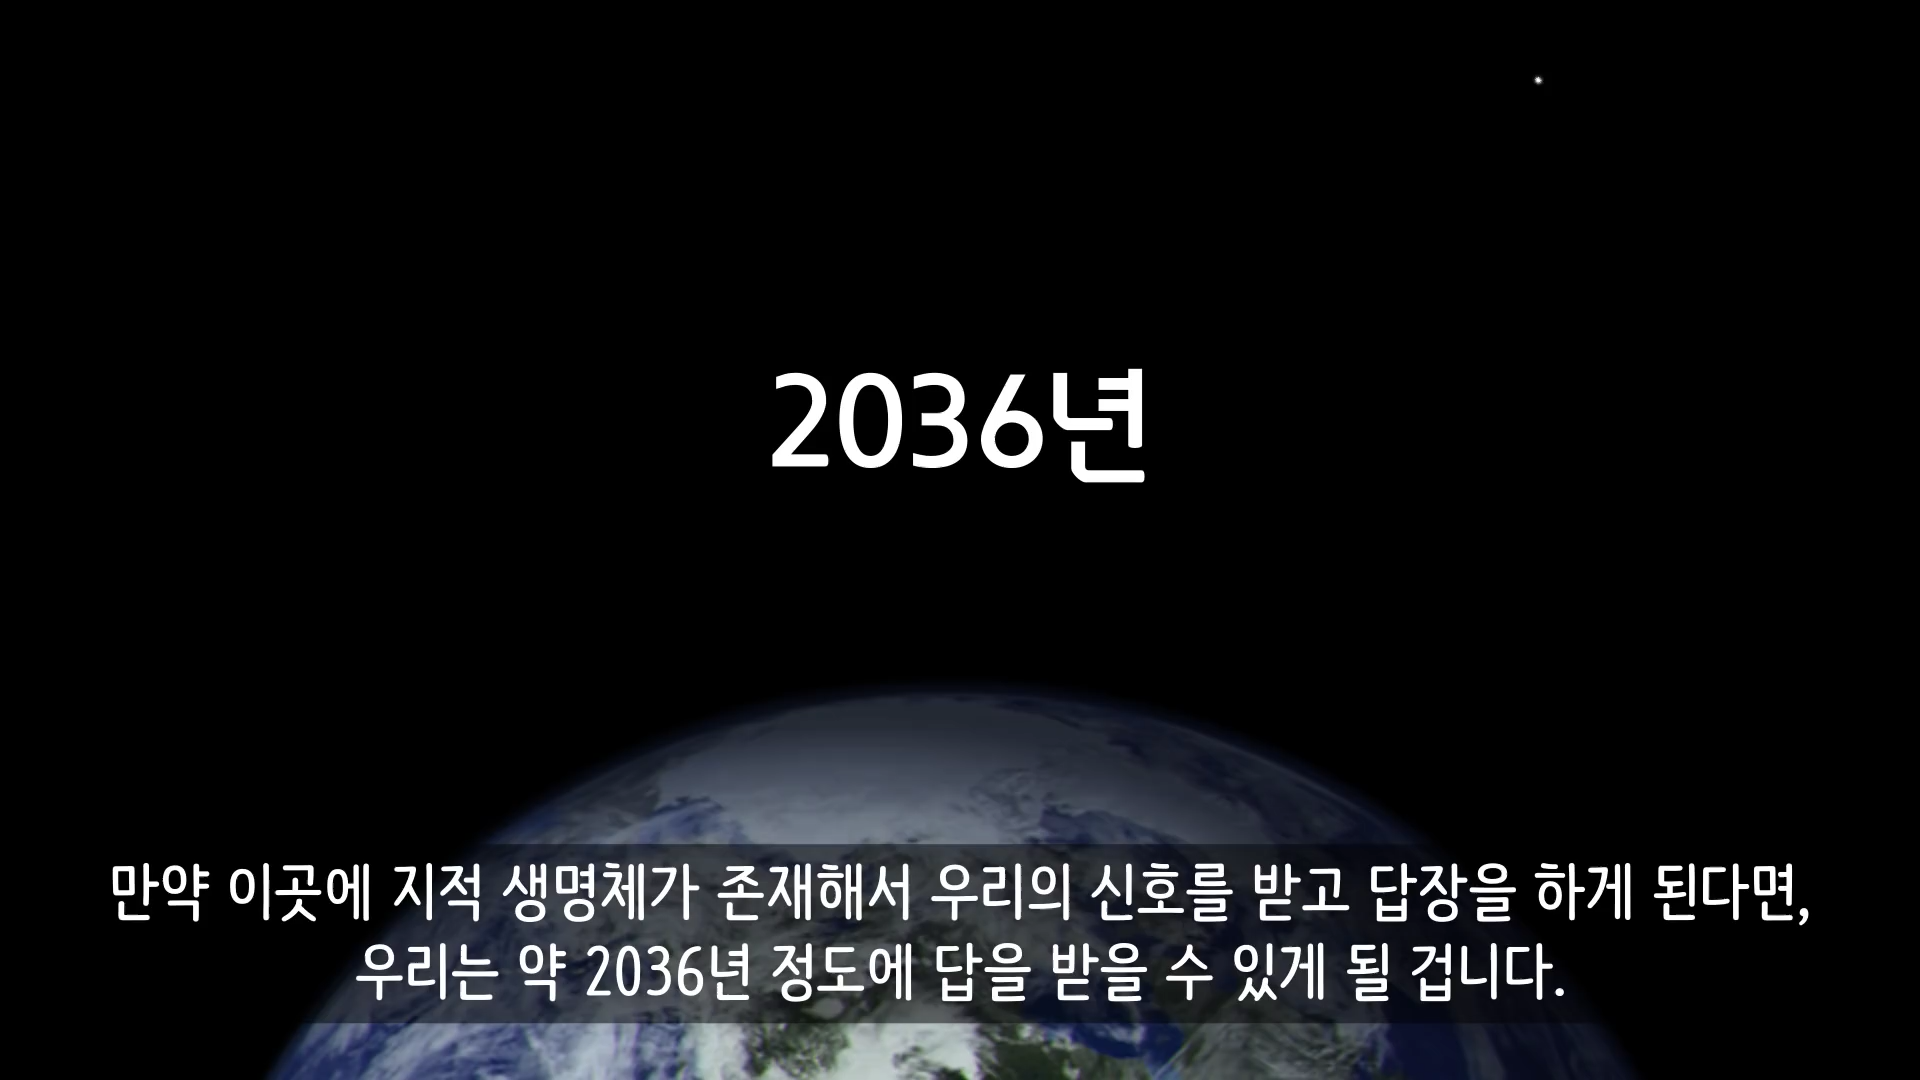 2036년
만약 이곳에 지적 생명체가 존재해서 우리의 신호를 받고 답장을 하게 된다면,
우리는 약 2036년 정도에 답을 받을 수 있게 될 겁니다.